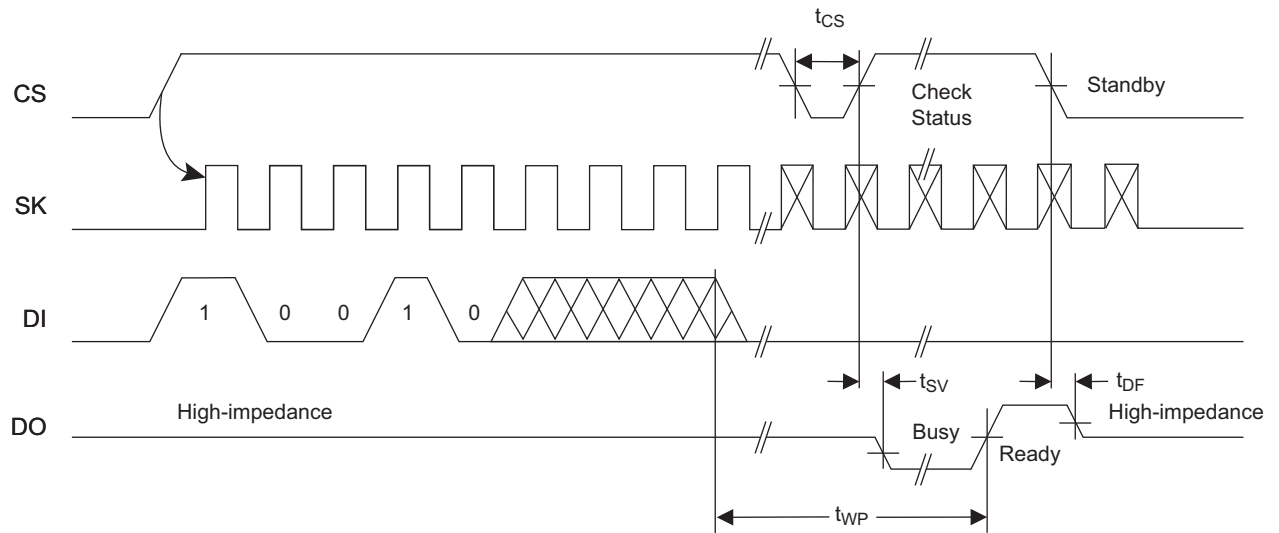 tCS
CS
Check
Status
Standby
SK
DI
1 0 0 1 0
tSV
tDF
DO
High-impedance
Busy
Ready
High-impedance
tWP